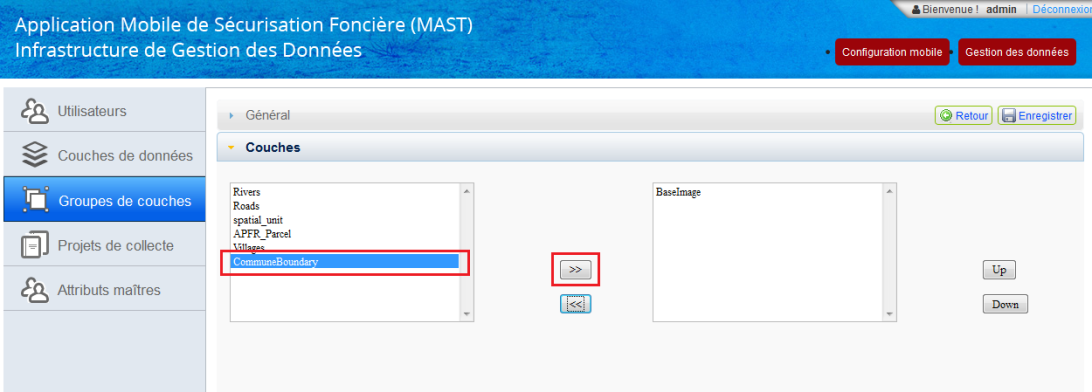 Application Mobile de Sécurisation Foncière (MAST)
Infrastructure de Gestion des Données
Bienvenue ! admin | Déconnexion
Configuration mobile
Gestion des données
Utilisateurs
Couches de données
Groupes de couches
Projets de collecte
Attributs maîtres
Général
Retour
Enregistrer
Couches
Rivers
Roads
spatial_unit
APFR_Parcel
Villages
CommuneBoundary
>>
<<
BaseImage
Up
Down